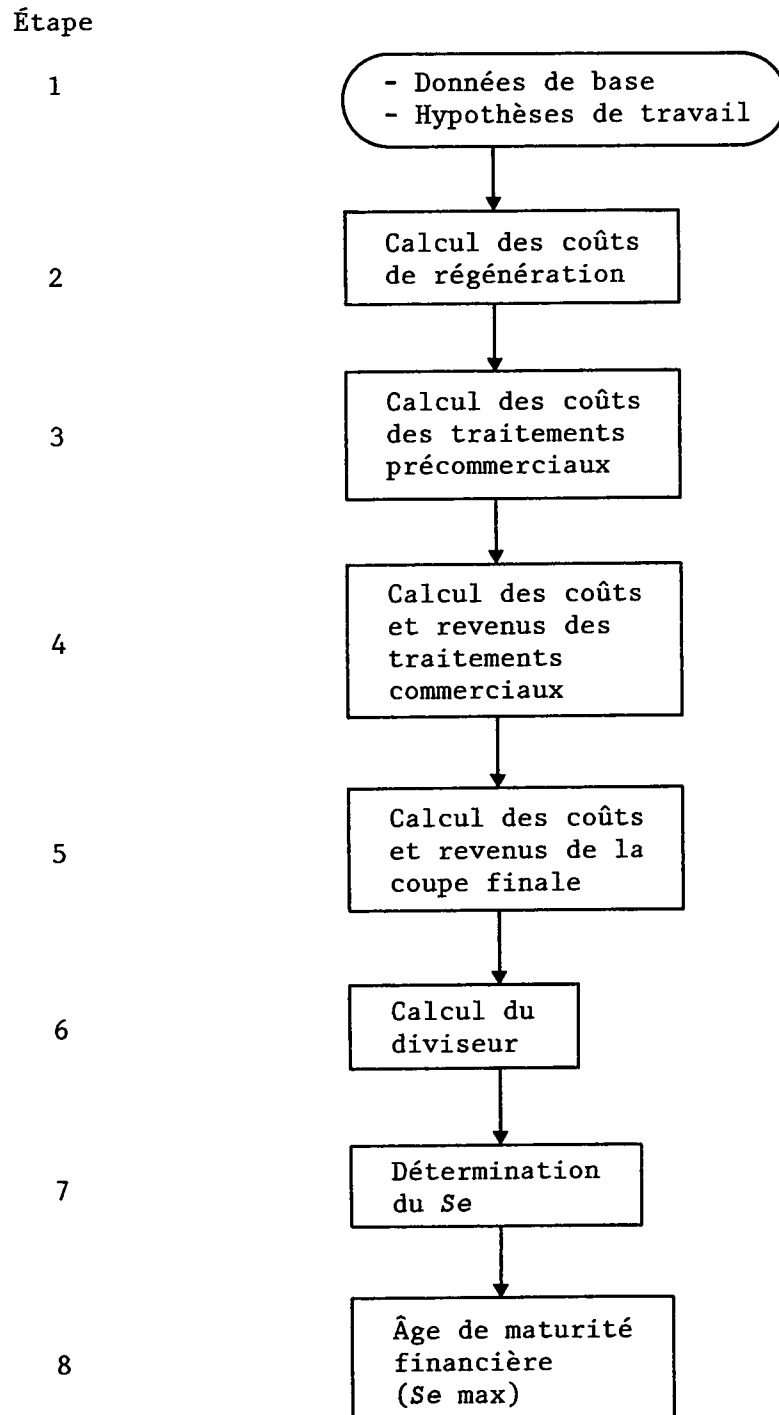 Étape
1
- Données de base
- Hypothèses de travail
2
Calcul des coûts
de régénération
3
Calcul des coûts
des traitements
précommerciaux
4
Calcul des coûts
et revenus des
traitements
commerciaux
5
Calcul des coûts
et revenus de la
coupe finale
6
Calcul du
diviseur
7
Détermination
du Se
8
Âge de maturité
financière
(Se max)